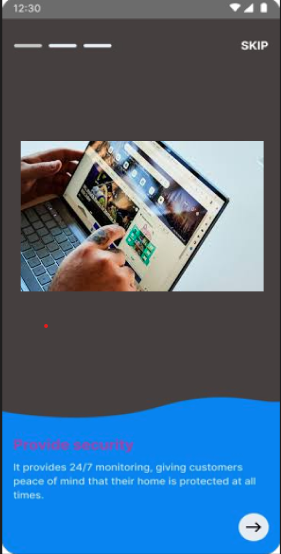 12:30
SKIP
Provide security
It provides 24/7 monitoring, giving customers
peace of mind that their home is protected at all
times.